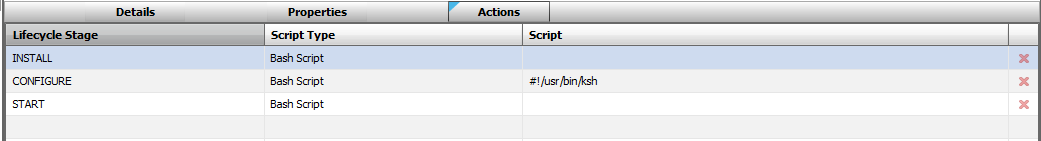 Details Properties Actions
Lifecycle Stage Script Type Script
INSTALL Bash Script
CONFIGURE Bash Script #!/usr/bin/ksh
START Bash Script